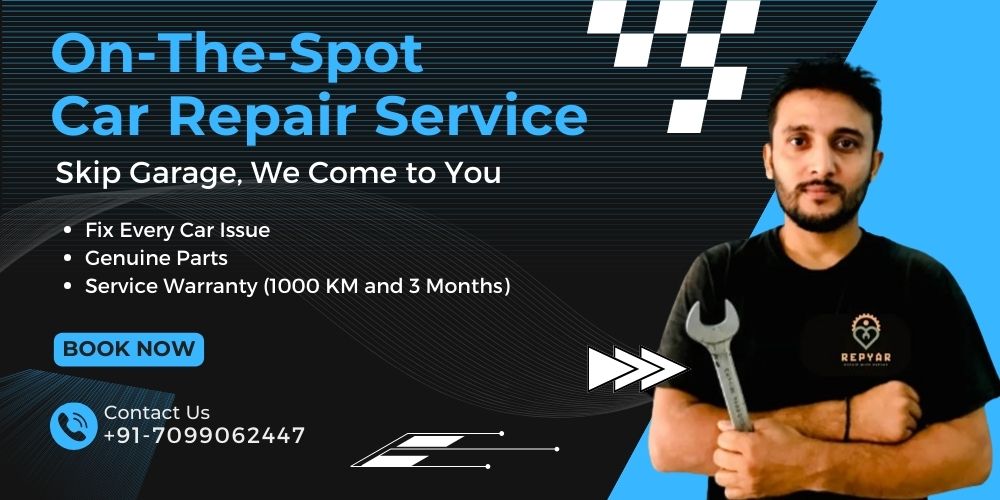 On-The-Spot
Car Repair Service
Skip Garage, We Come to You
• Fix Every Car Issue
• Genuine Parts
• Service Warranty (1000 KM and 3 Months)
BOOK NOW
Contact Us
+91-7099062447
REPYAR